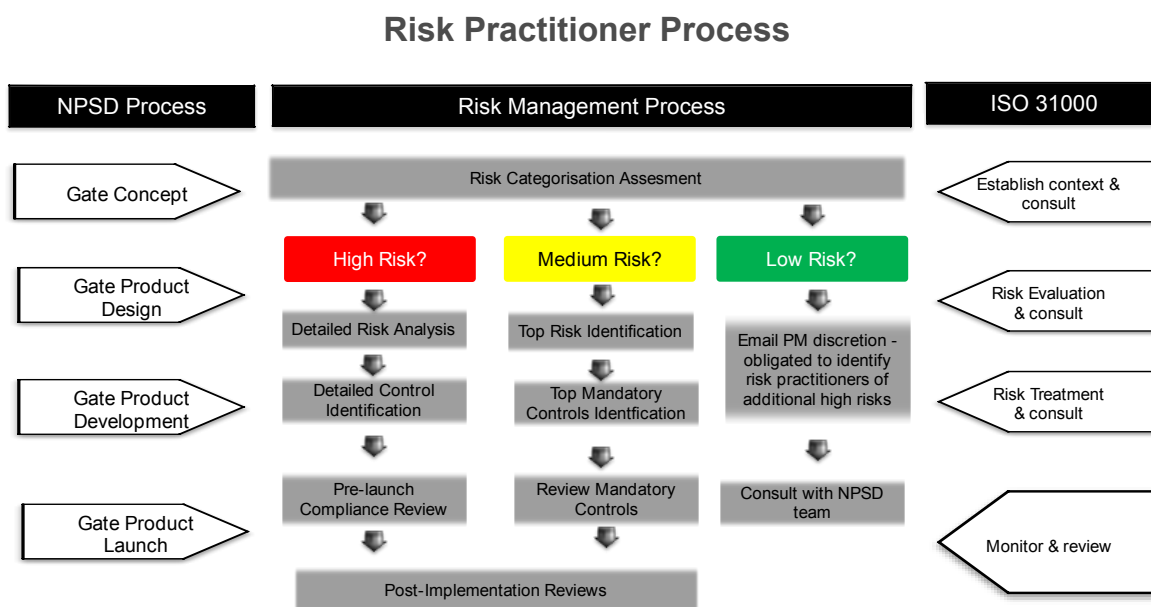 Risk Practitioner Process
NPSD Process
Risk Management Process
ISO 31000
Gate Concept
Risk Categorisation Assesment
Establish context &
consult
High Risk?
Medium Risk?
Low Risk?
Gate Product
Design
Detailed Risk Analysis
Top Risk Identification
Email PM discretion -
obligated to identify
risk practitioners of
additional high risks
Risk Evaluation
& consult
Gate Product
Development
Detailed Control
Identification
Top Mandatory
Controls Identfication
Risk Treatment
& consult
Gate Product
Launch
Pre-launch
Compliance Review
Review Mandatory
Controls
Consult with NPSD
team
Monitor & review
Post-Implementation Reviews